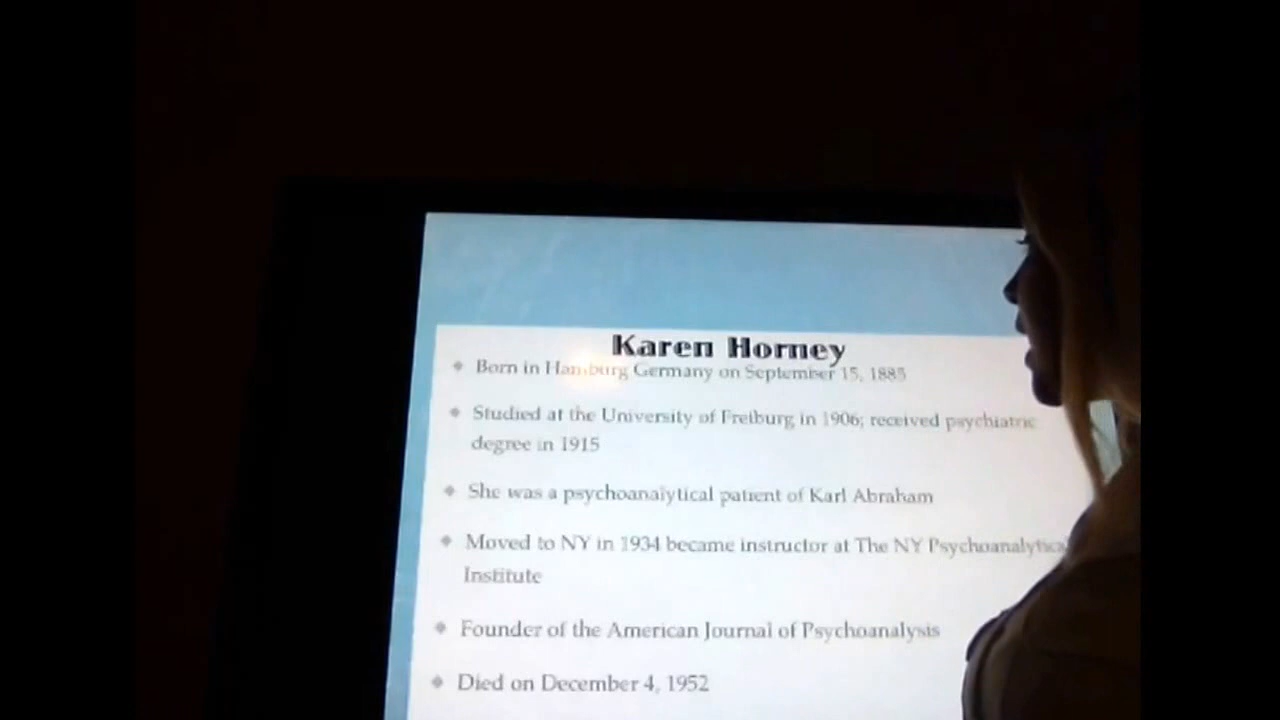 Karen Horney
Born in Hamburg Germany on September 15, 1885
Studied at the University of Freiburg in 1906; received psychiatric
degree in 1915
She was a psychoanalytical patient of Karl Abraham
Moved to NY in 1934 became instructor at The NY Psychoanalytical
Institute
Founder of the American Journal of Psychoanalysis
Died on December 4, 1952